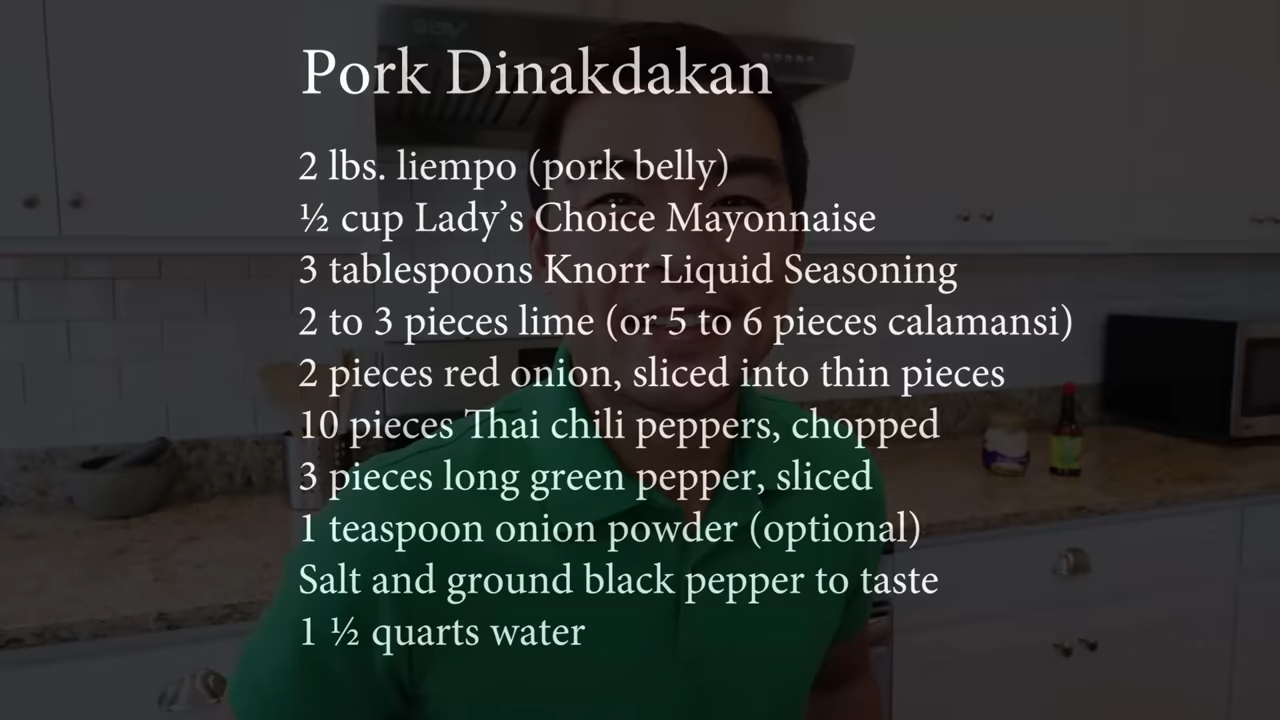 Pork Dinakdakan
2 lbs. liempo (pork belly)
½ cup Lady’s Choice Mayonnaise
3 tablespoons Knorr Liquid Seasoning
2 to 3 pieces lime (or 5 to 6 pieces calamansi)
2 pieces red onion, sliced into thin pieces
10 pieces Thai chili peppers, chopped
3 pieces long green pepper, sliced
1 teaspoon onion powder (optional)
Salt and ground black pepper to taste
1 ½ quarts water